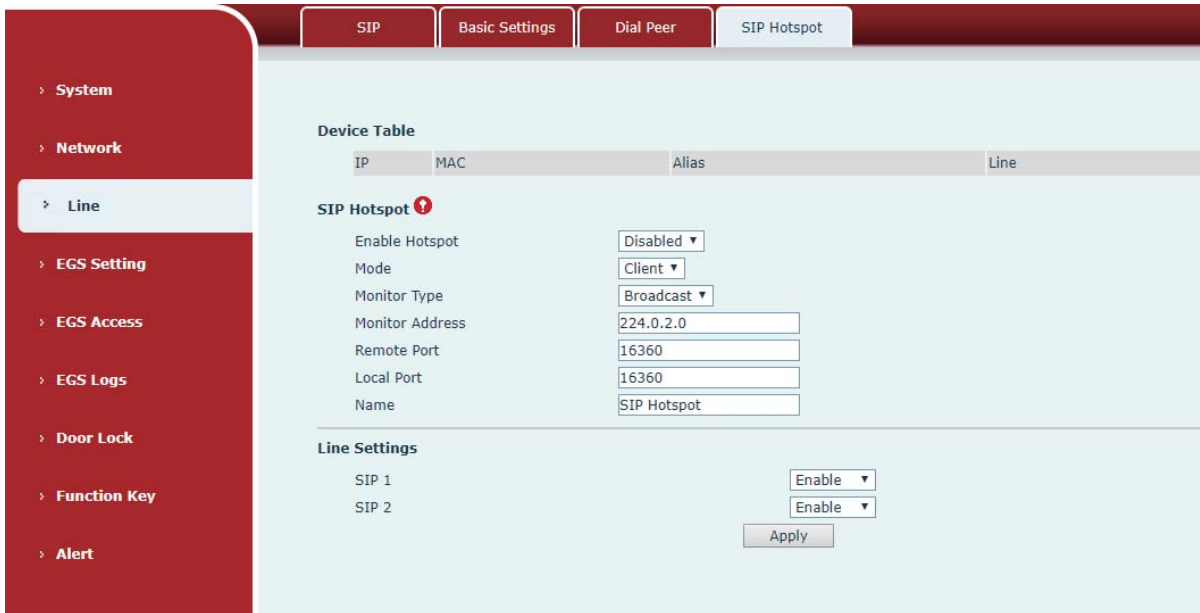 SIP
Basic Settings
Dial Peer
SIP Hotspot
System
Network
Line
EGS Setting
EGS Access
EGS Logs
Door Lock
Function Key
Alert
Device Table
IP MAC Alias Line
SIP Hotspot
Enable Hotspot Disabled
Mode Client
Monitor Type Broadcast
Monitor Address 224.0.2.0
Remote Port 16360
Local Port 16360
Name SIP Hotspot
Line Settings
SIP 1 Enable
SIP 2 Enable
Apply